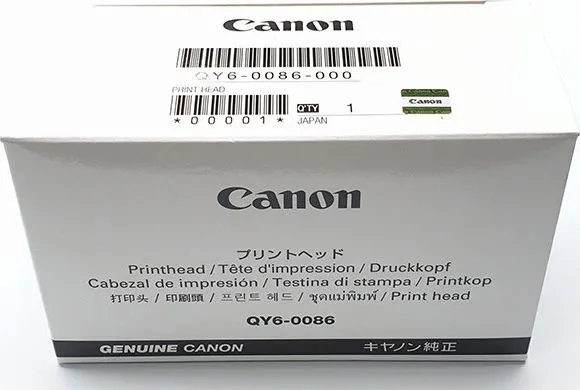 Canon
QY6-0086-000
PRINT HEAD
Q'TY 1
Canon
*00001*
JAPAN
Canon
プリントヘッド
Printhead / Tête d'impression / Druckkopf
Cabezal de impresión / Testina di stampa / Printkop
打印头 / 印刷頭 / 프린트 헤드 / ชุดแม่พิมพ์ / Print head
QY6-0086
GENUINE CANON
キヤノン純正